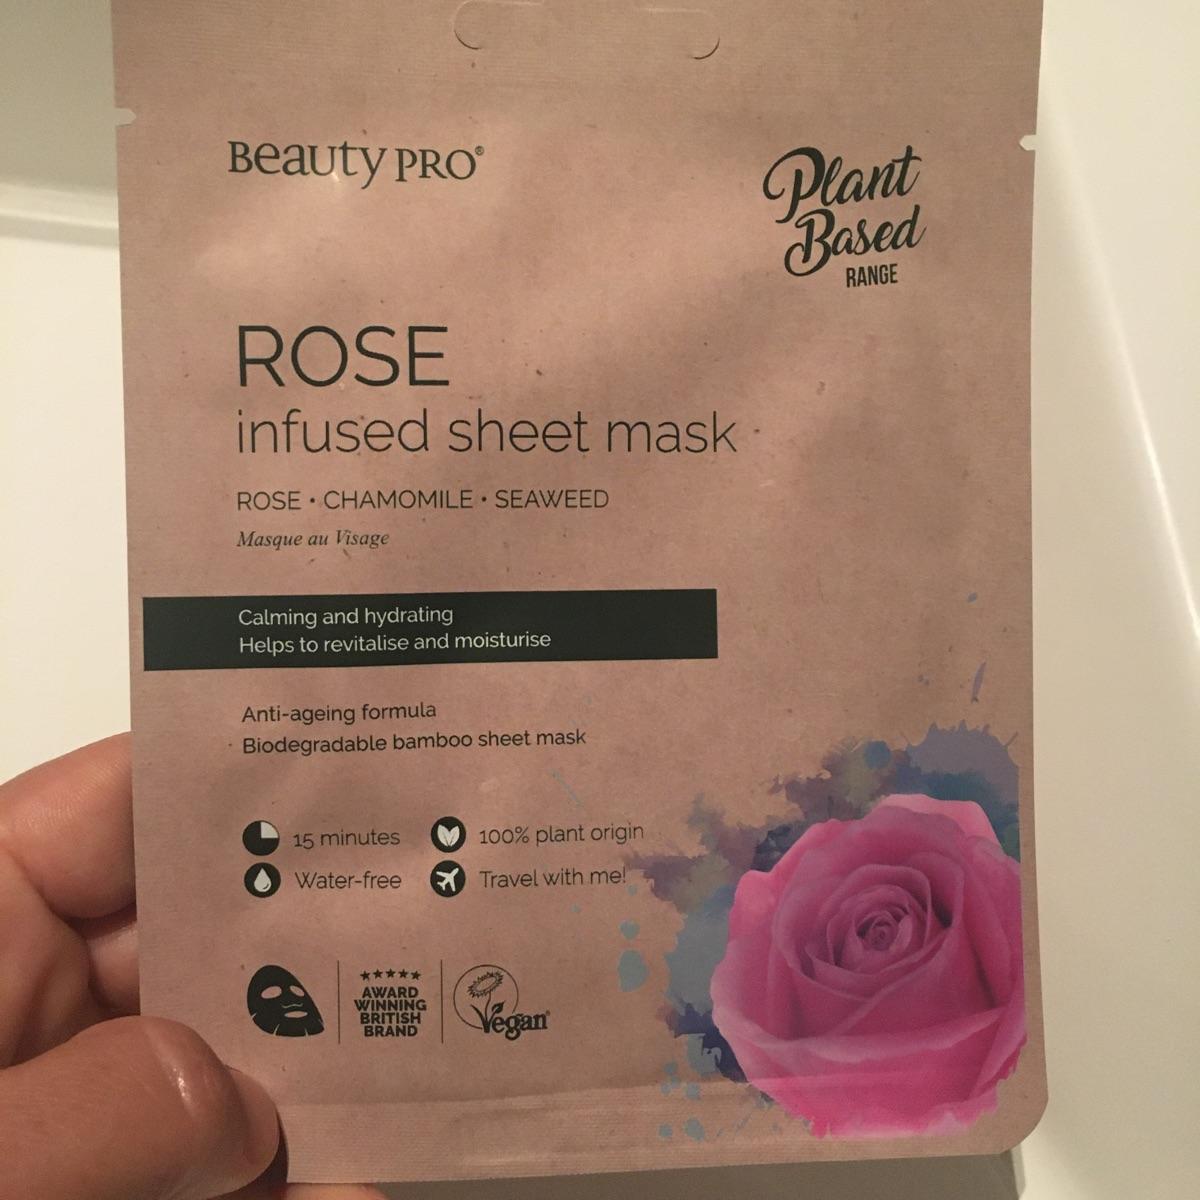 Beauty PRO®
Plant
Based
RANGE
ROSE
infused sheet mask
ROSE • CHAMOMILE • SEAWEED
Masque au Visage
Calming and hydrating
Helps to revitalise and moisturise
Anti-ageing formula
Biodegradable bamboo sheet mask
15 minutes
100% plant origin
Water-free
Travel with me!
★★★★★
AWARD
WINNING
BRITISH
BRAND
Vegan